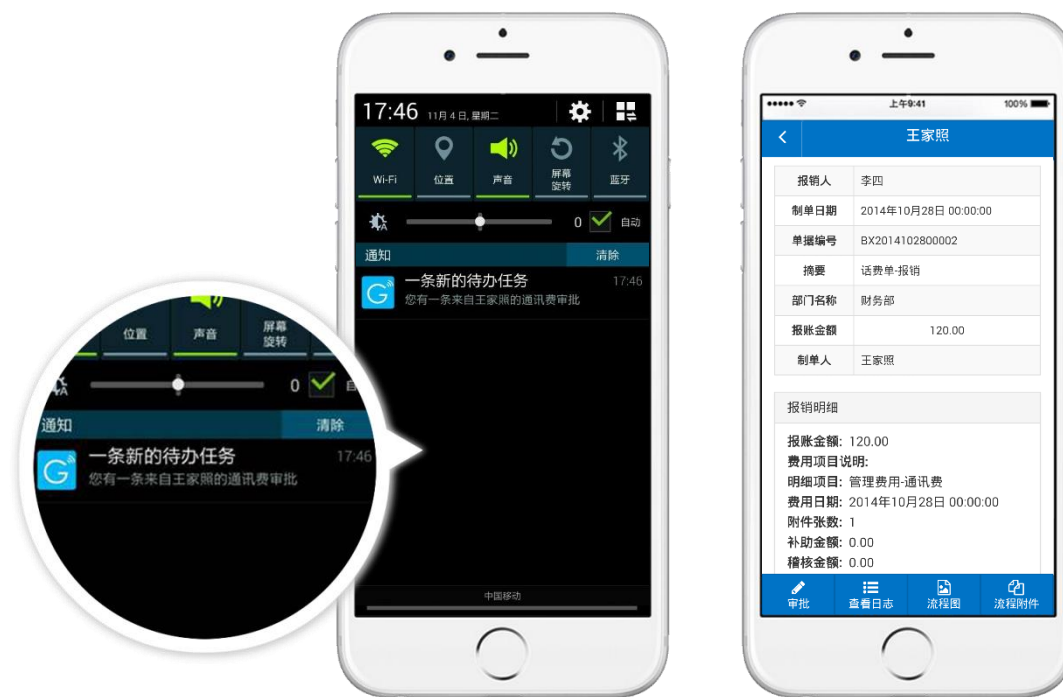 17:46 11月4日,星期二
Wi-Fi 位置 声音 屏幕旋转 蓝牙
0 自动
通知 清除
一条新的待办任务 17:46
您有一条来自王家照的通讯费审批
中国移动
位置 声音 屏幕旋转
0
通知 清除
一条新的待办任务 17:46
您有一条来自王家照的通讯费审批
上午9:41 100%
王家照
报销人 李四
制单日期 2014年10月28日 00:00:00
单据编号 BX2014102800002
摘要 话费单-报销
部门名称 财务部
报账金额 120.00
制单人 王家照
报销明细
报账金额: 120.00
费用项目说明:
明细项目: 管理费用-通讯费
费用日期: 2014年10月28日 00:00:00
附件张数: 1
补助金额: 0.00
稽核金额: 0.00
审批 查看日志 流程图 流程附件